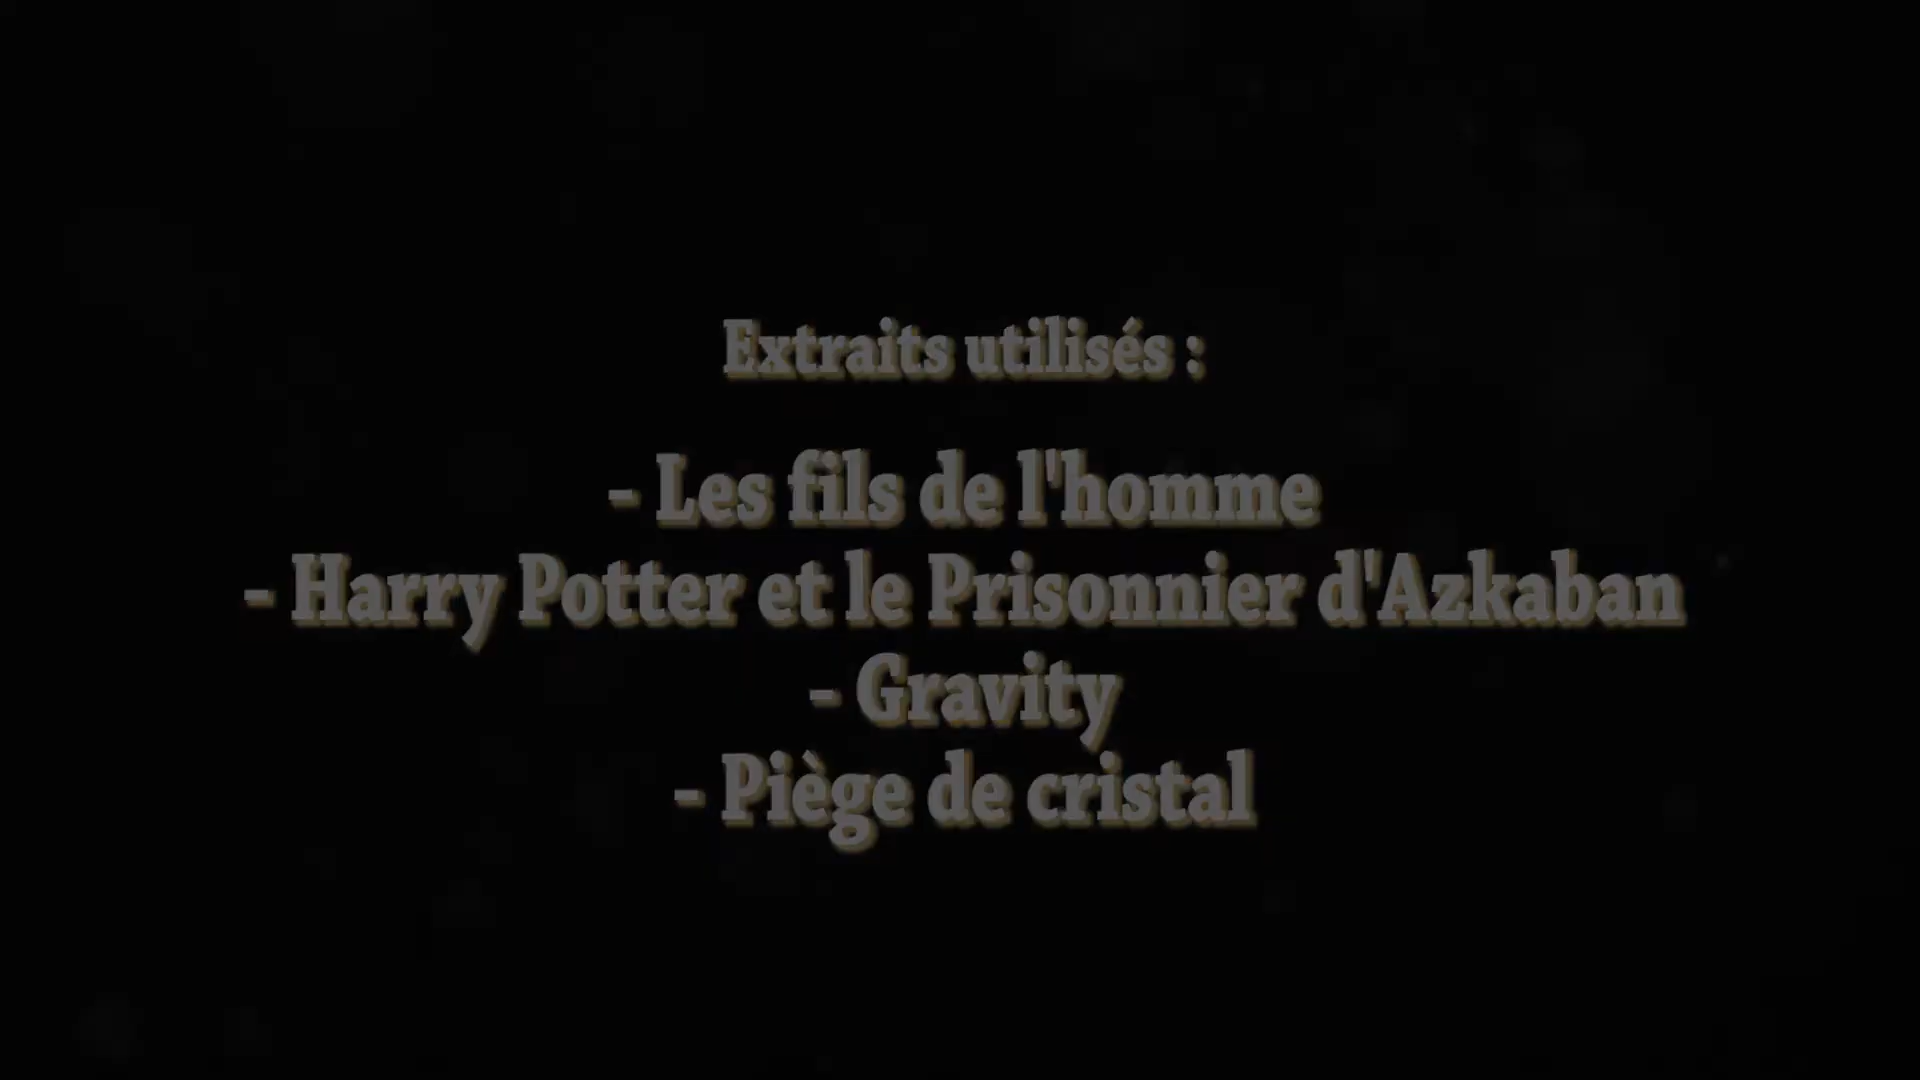 Extraits utilisés :
- Les fils de l'homme
- Harry Potter et le Prisonnier d'Azkaban
- Gravity
- Piège de cristal